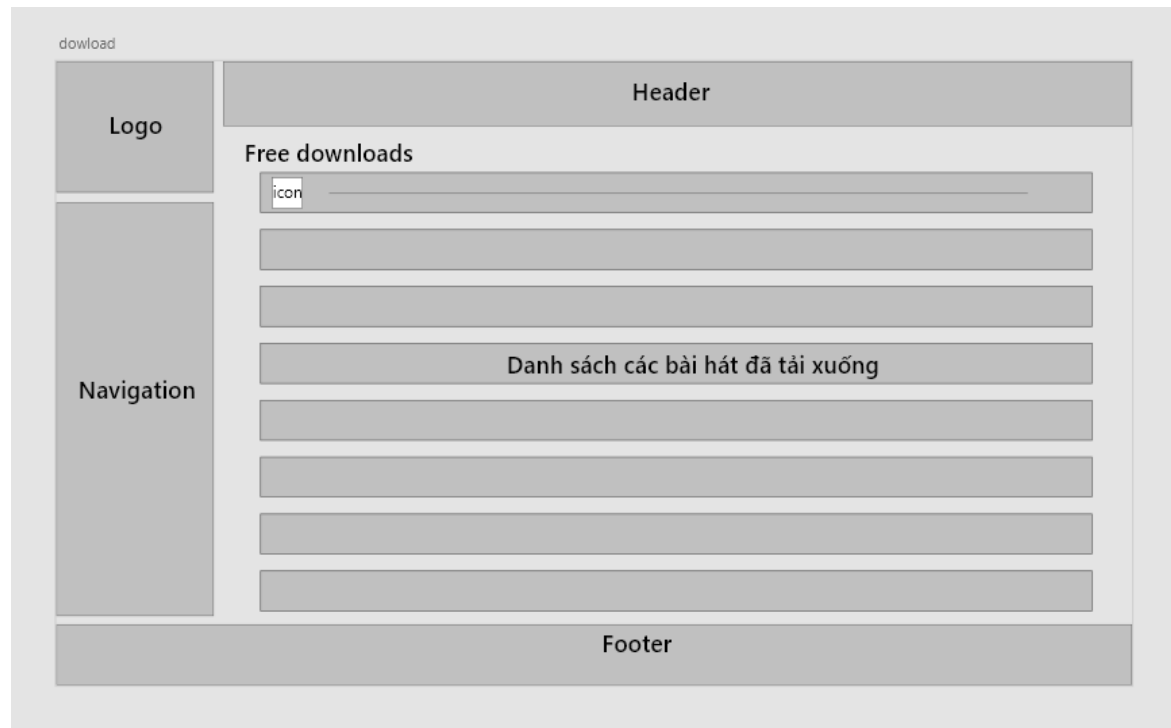 dowload
Logo
Header
Free downloads
icon
Danh sách các bài hát đã tải xuống
Navigation
Footer